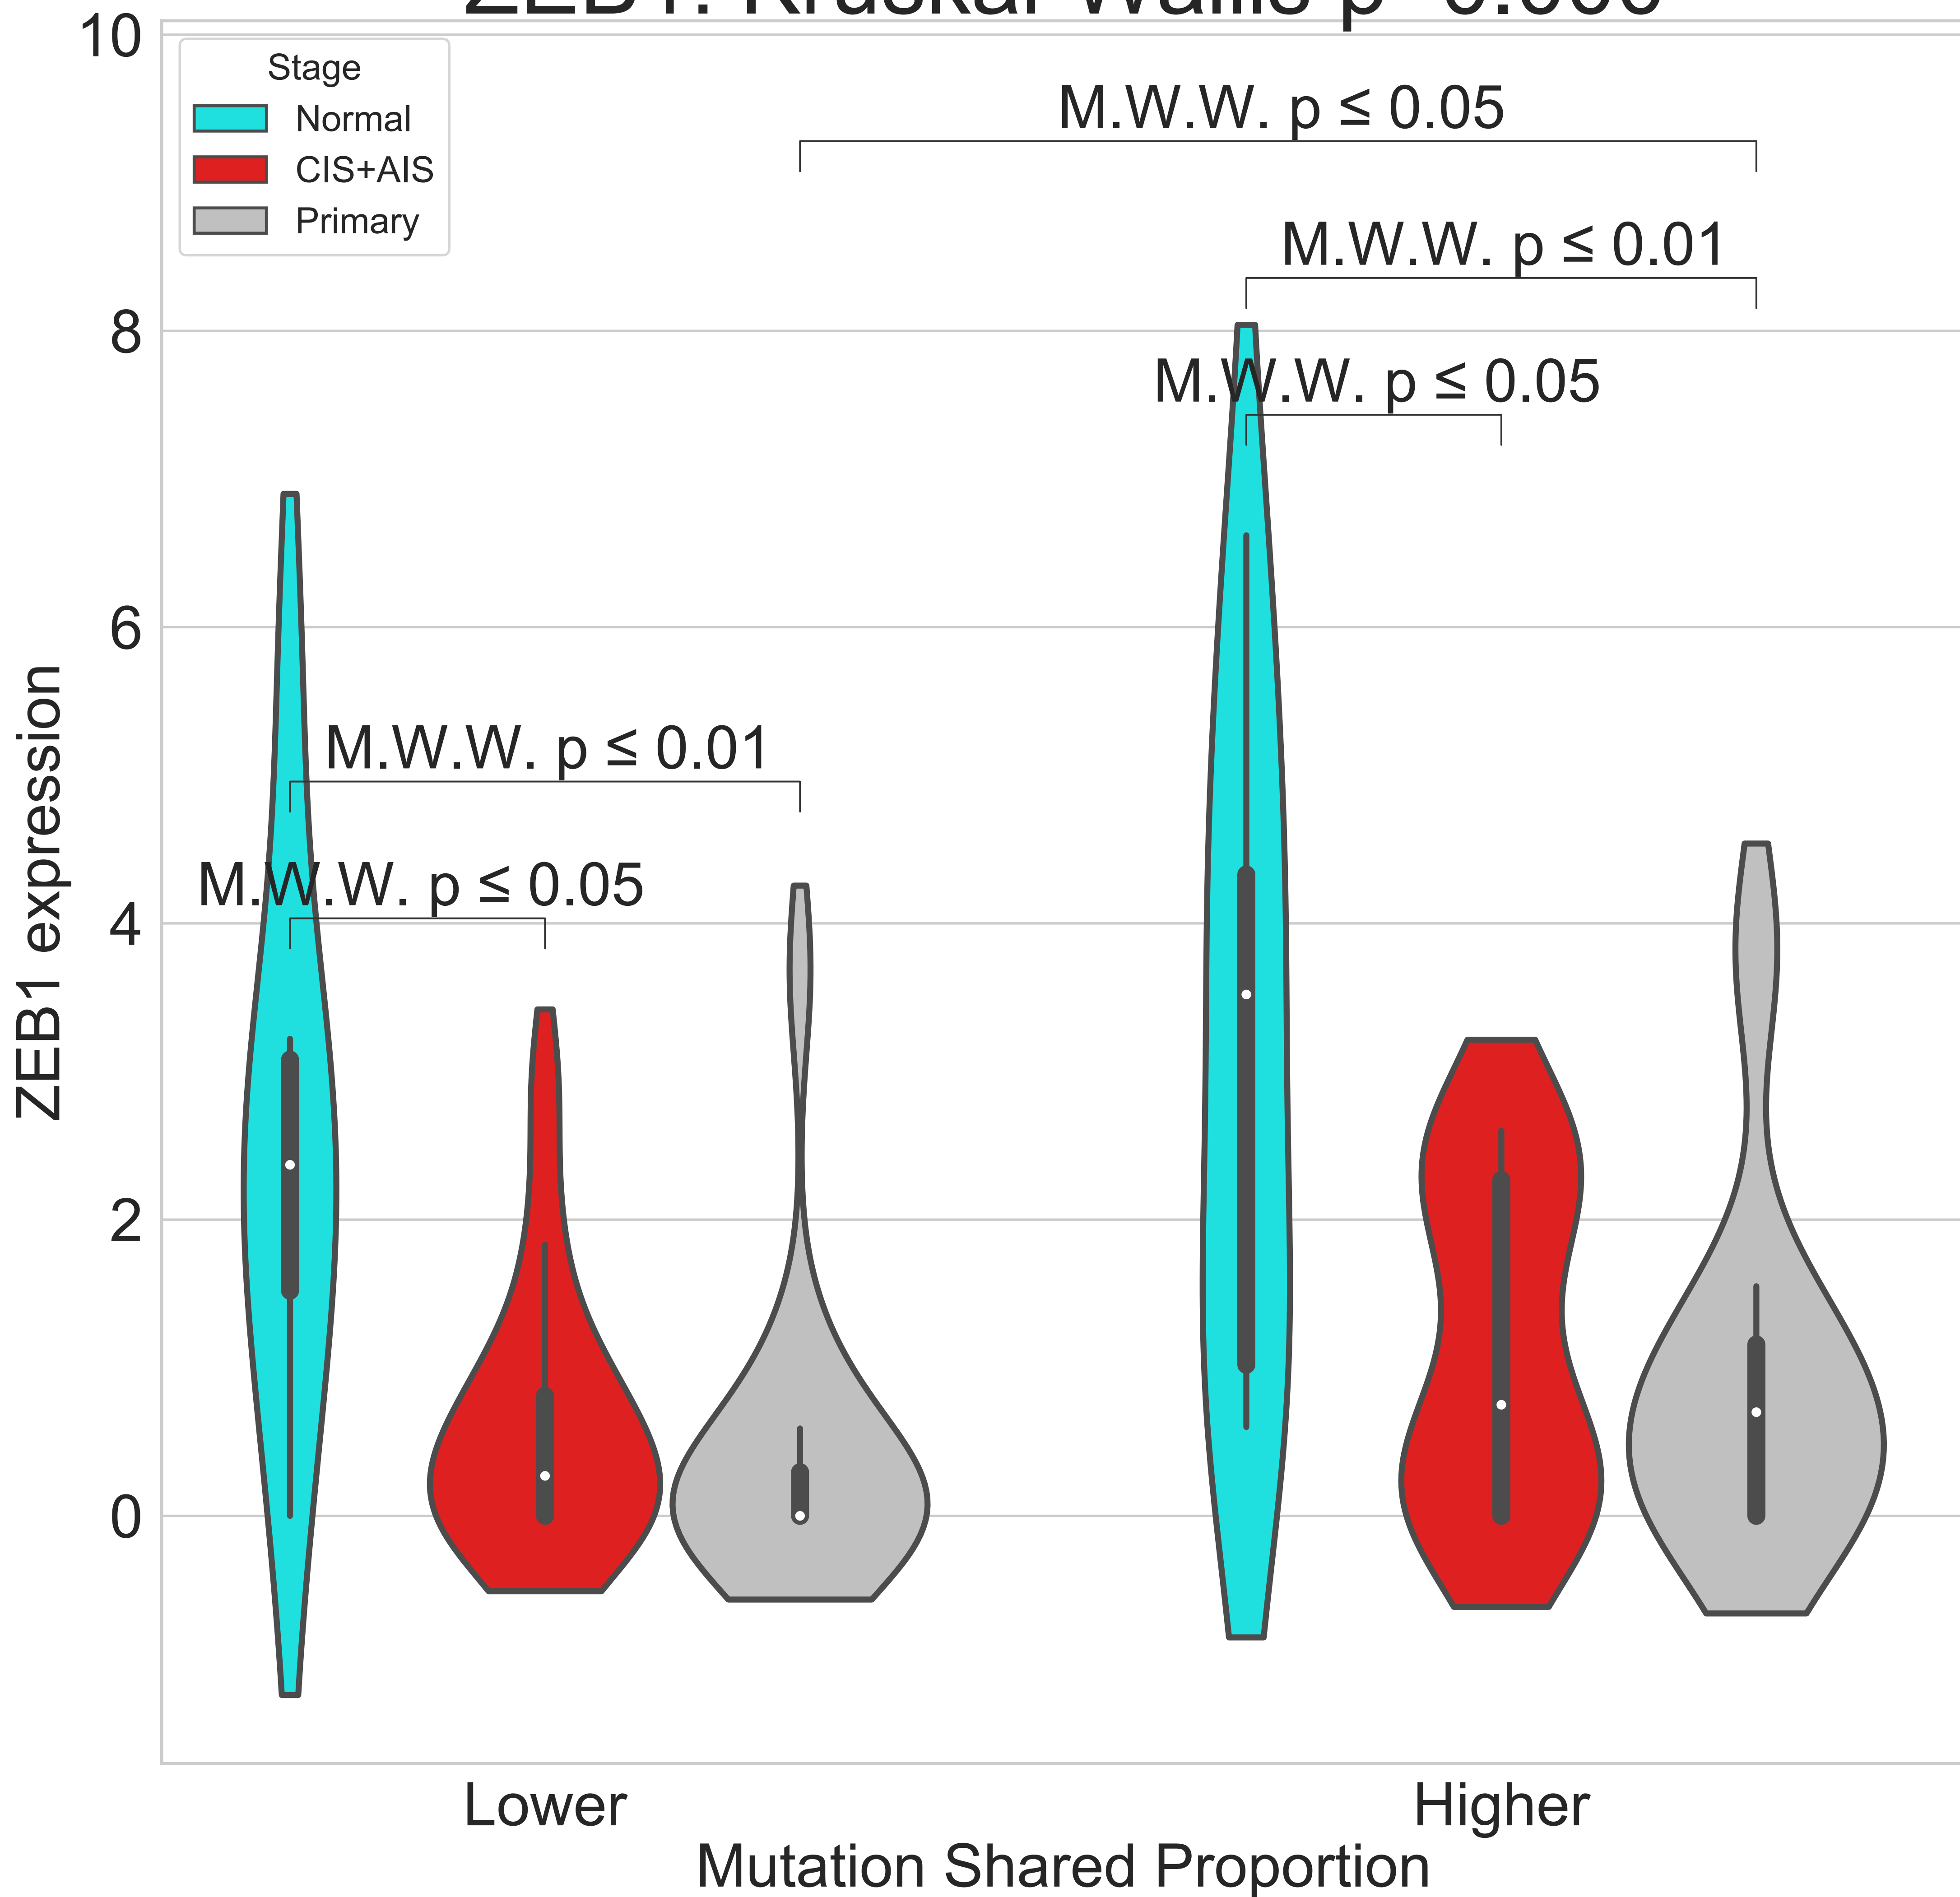 10
Stage
Normal
CIS+AIS
Primary
M.W.W. p ≤ 0.05
M.W.W. p ≤ 0.01
8
M.W.W. p ≤ 0.05
6
M.W.W. p ≤ 0.01
M.W.W. p ≤ 0.05
4
2
0
ZEB1 expression
Lower
Higher
Mutation Shared Proportion